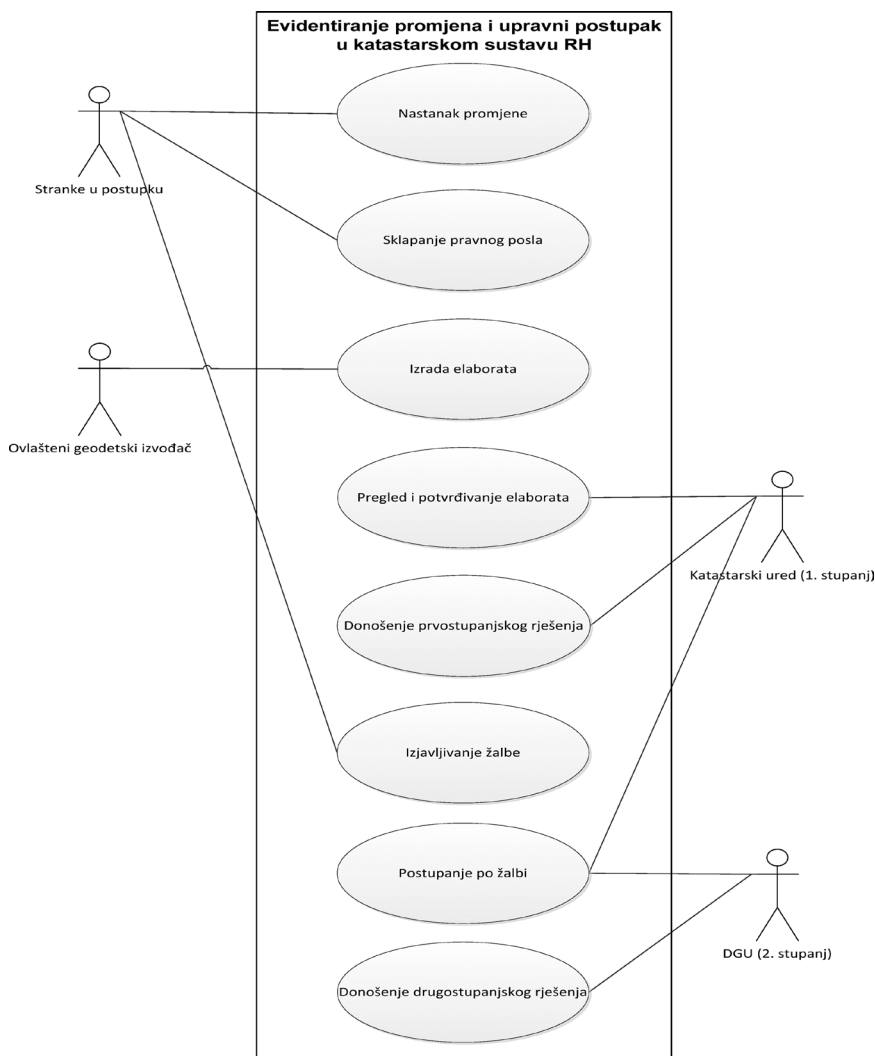 Evidentiranje promjena i upravni postupak
u katastarskom sustavu RH
Nastanak promjene
Stranke u postupku
Sklapanje pravnog posla
Izrada elaborata
Ovlašteni geodetski izvođač
Pregled i potvrđivanje elaborata
Katastarski ured (1. stupanj)
Donošenje prvostupanjskog rješenja
Izjavljivanje žalbe
Postupanje po žalbi
DGU (2. stupanj)
Donošenje drugostupanjskog rješenja